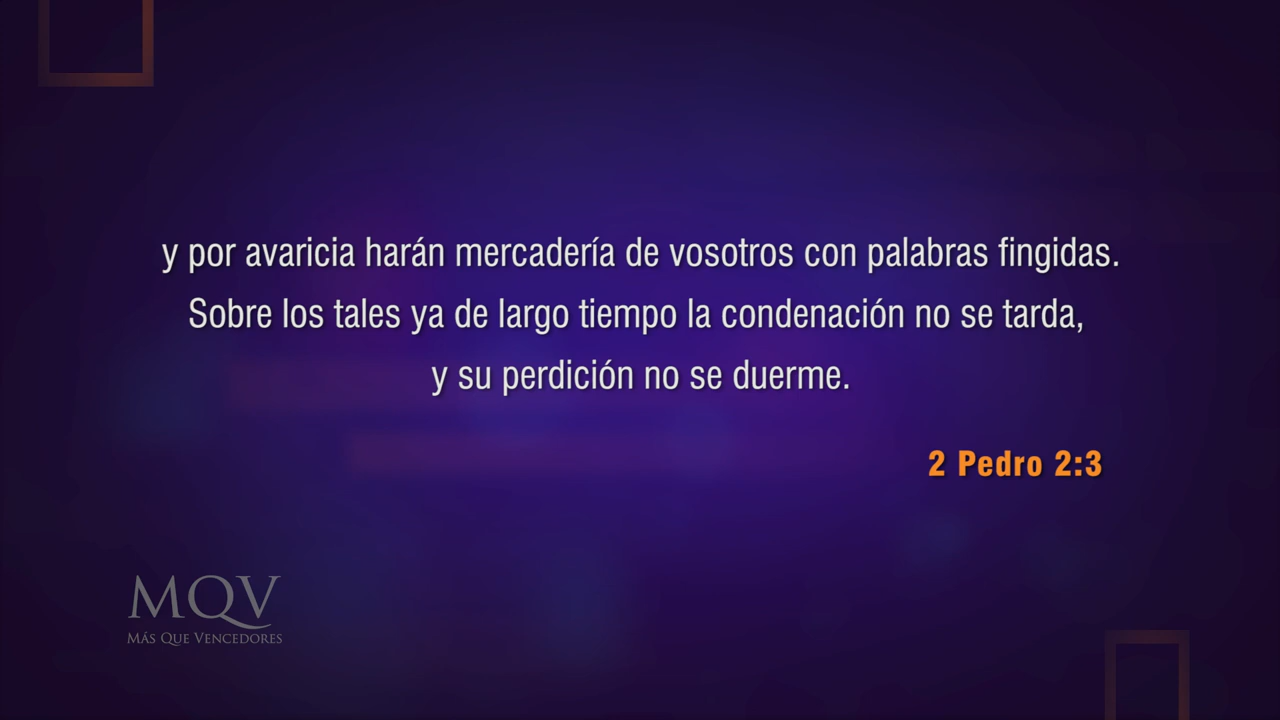 y por avaricia harán mercadería de vosotros con palabras fingidas.
Sobre los tales ya de largo tiempo la condenación no se tarda,
y su perdición no se duerme.
2 Pedro 2:3
MQV
Más Que Vencedores